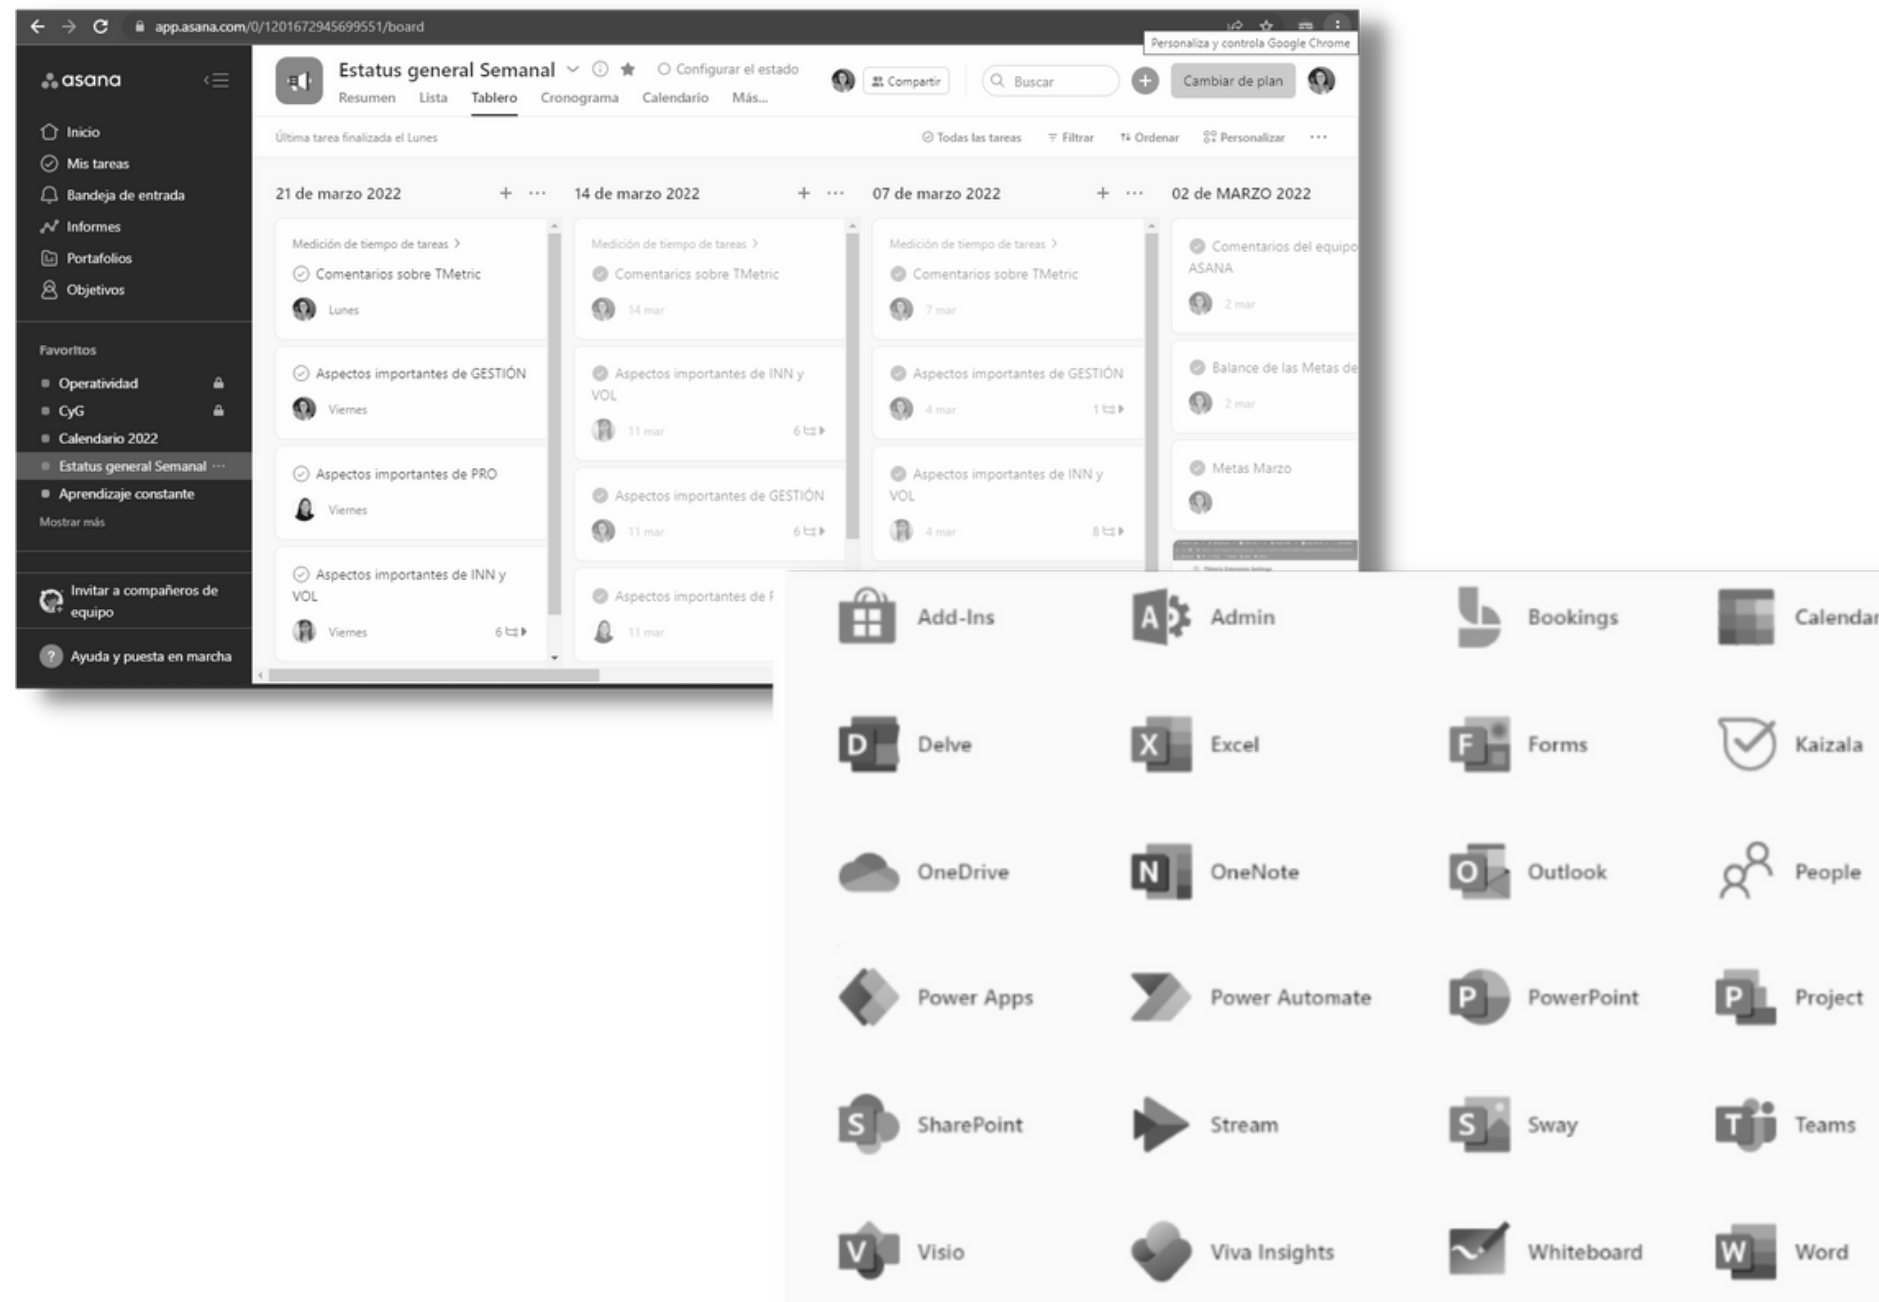 app.asana.com/0/1201672945699551/board
Personaliza y controla Google Chrome
asana
Estatus general Semanal
Configurar el estado
Compartir
Buscar
Cambiar de plan
Resumen Lista Tablero Cronograma Calendario Más...
Última tarea finalizada el Lunes
Todas las tareas Filtrar Ordenar Personalizar
Inicio
Mis tareas
Bandeja de entrada
Informes
Portafolios
Objetivos
Favoritos
Operatividad
CyG
Calendario 2022
Estatus general Semanal ...
Aprendizaje constante
Mostrar más
Invitar a compañeros de
equipo
? Ayuda y puesta en marcha
21 de marzo 2022
Medición de tiempo de tareas >
Comentarios sobre TMetric
Lunes
Aspectos importantes de GESTIÓN
Viernes
Aspectos importantes de PRO
Viernes
Aspectos importantes de INN y
VOL
Viernes 6
14 de marzo 2022
Medición de tiempo de tareas >
Comentarios sobre TMetric
14 mar
Aspectos importantes de INN y
VOL
11 mar 6
Aspectos importantes de GESTIÓN
11 mar 6
Aspectos importantes de
11 mar
07 de marzo 2022
Medición de tiempo de tareas >
Comentarios sobre TMetric
7 mar
Aspectos importantes de GESTIÓN
4 mar 1
Aspectos importantes de INN y
VOL
4 mar 8
02 de MARZO 2022
Comentarios del equipo
ASANA
2 mar
Balance de las Metas de
2 mar
Metas Marzo
Add-Ins Admin Bookings Calendar
Delve Excel Forms Kaizala
OneDrive OneNote Outlook People
Power Apps Power Automate PowerPoint Project
SharePoint Stream Sway Teams
Visio Viva Insights Whiteboard Word